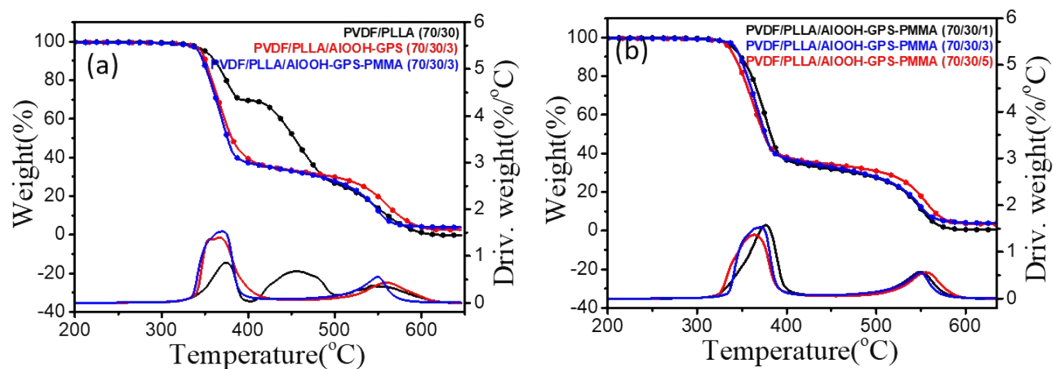 PVDF/PLLA (70/30)
PVDF/PLLA/AlOOH-GPS (70/30/3)
PVDF/PLLA/AlOOH-GPS-PMMA (70/30/3)
(a)
100
80
60
40
20
0
-20
-40
Weight(%)
6
5
4
3
2
1
0
Driv. weight(%/°C)
200 300 400 500 600
Temperature(°C)
PVDF/PLLA/AlOOH-GPS-PMMA (70/30/1)
PVDF/PLLA/AlOOH-GPS-PMMA (70/30/3)
PVDF/PLLA/AlOOH-GPS-PMMA (70/30/5)
(b)
100
80
60
40
20
0
-20
-40
Weight(%)
6
5
4
3
2
1
0
Driv. weight(%/°C)
200 300 400 500 600
Temperature(°C)